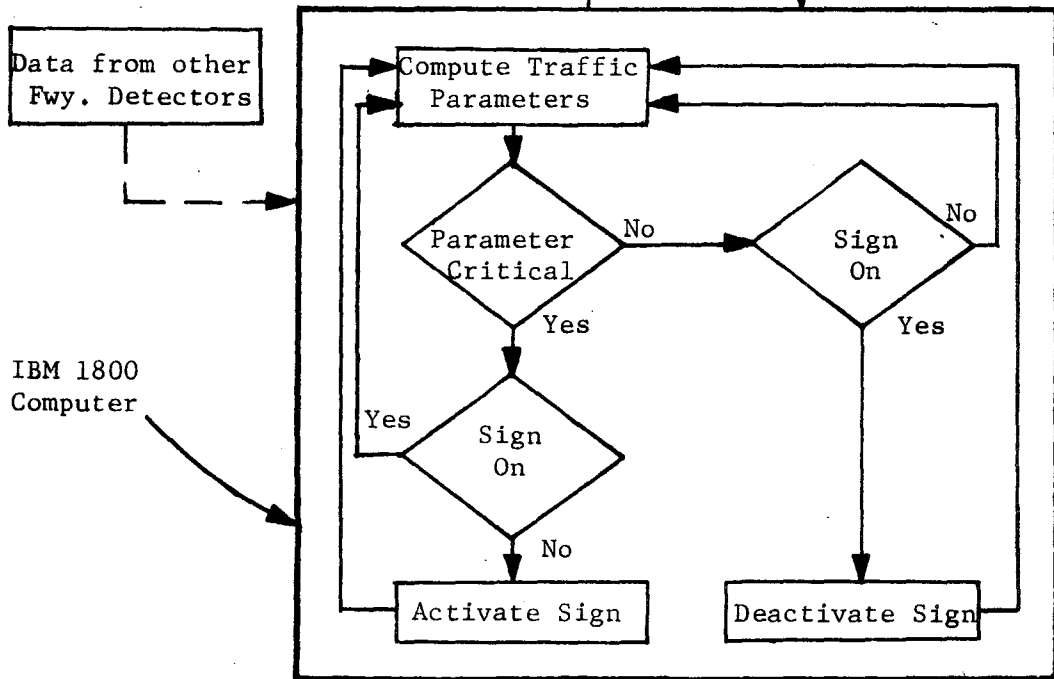 Data from other
Fwy. Detectors
Compute Traffic
Parameters
Parameter
Critical
No
Sign
On
No
Yes
Yes
IBM 1800
Computer
Yes
Sign
On
No
Activate Sign
Deactivate Sign